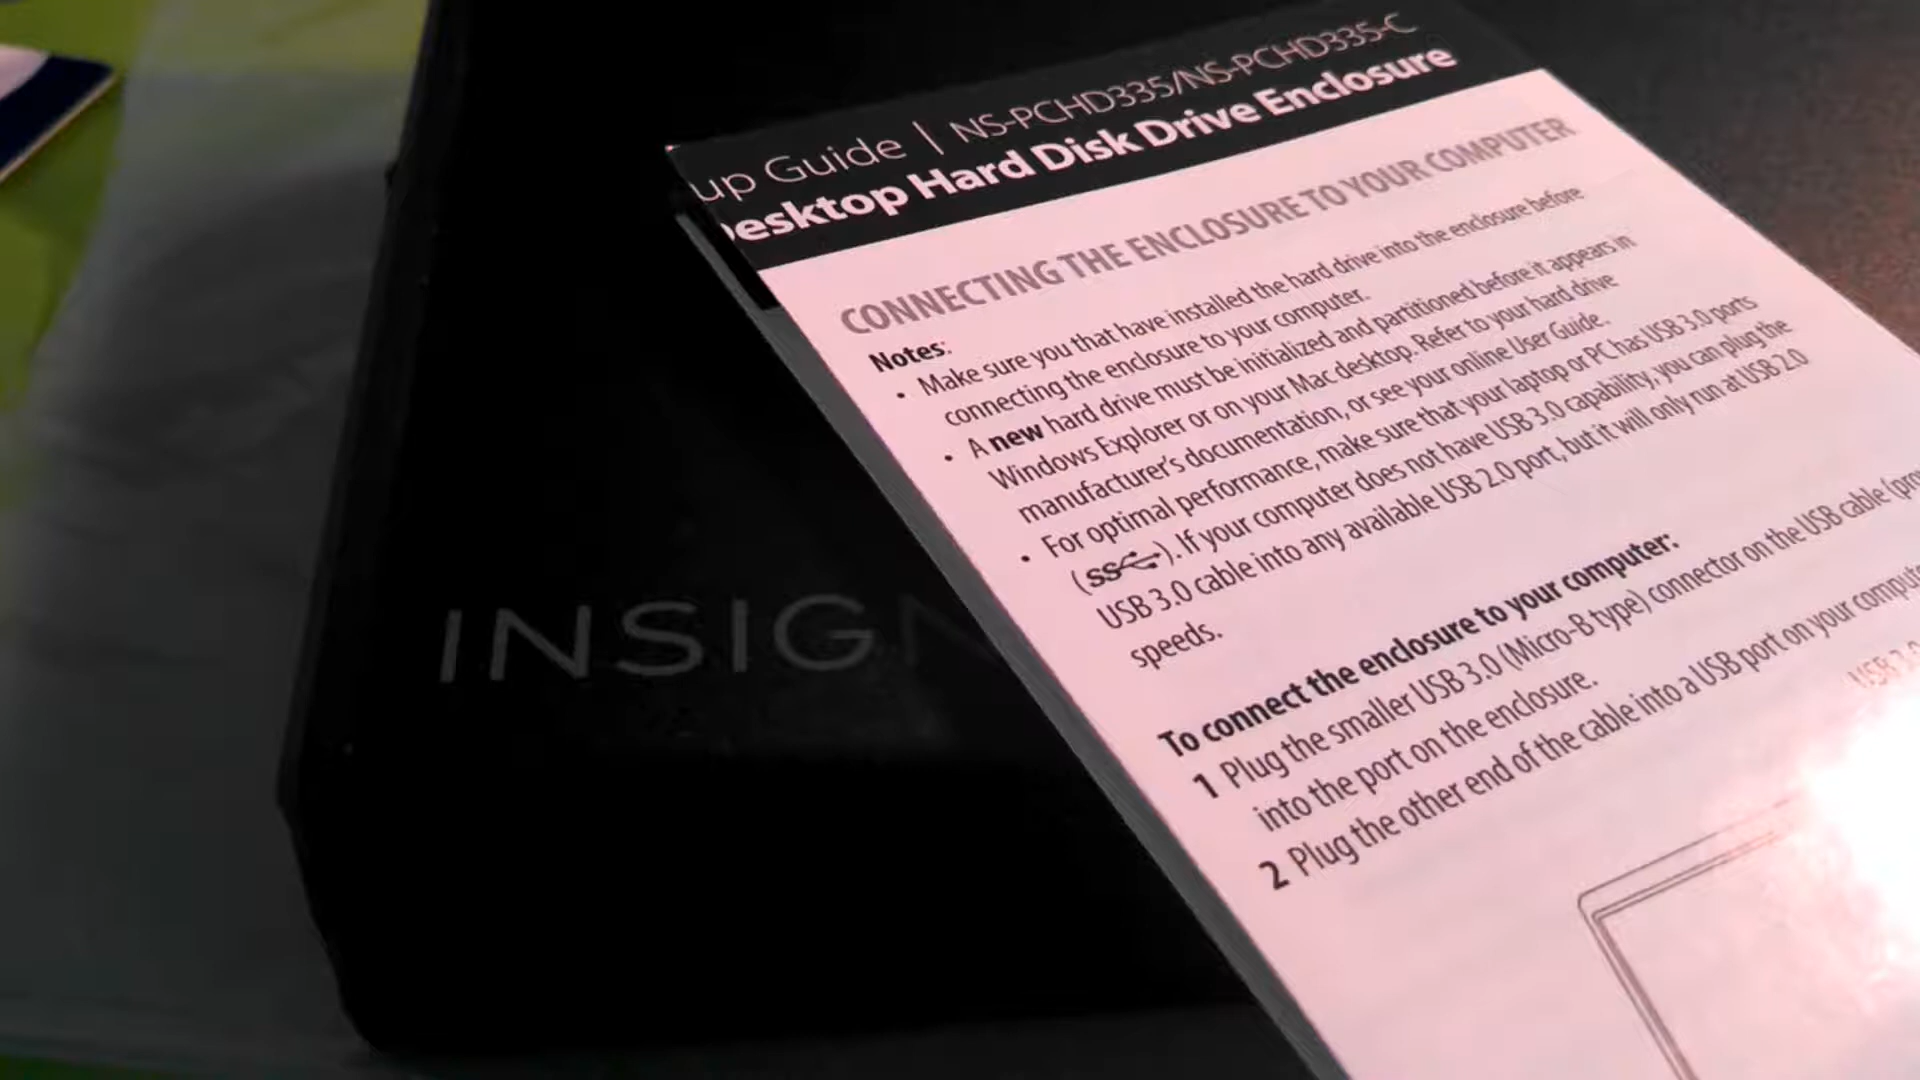 up Guide | NS-PCHD335/NS-PCHD335-C
Desktop Hard Disk Drive Enclosure
CONNECTING THE ENCLOSURE TO YOUR COMPUTER
Notes:
• Make sure you that have installed the hard drive into the enclosure before
connecting the enclosure to your computer.
• A new hard drive must be initialized and partitioned before it appears in
Windows Explorer or on your Mac desktop. Refer to your hard drive
manufacturer's documentation, or see your online User Guide.
• For optimal performance, make sure that your laptop or PC has USB 3.0 ports
( ). If your computer does not have USB 3.0 capability, you can plug the
USB 3.0 cable into any available USB 2.0 port, but it will only run at USB 2.0
speeds.
To connect the enclosure to your computer:
1 Plug the smaller USB 3.0 (Micro-B type) connector on the USB cable (pro
into the port on the enclosure.
2 Plug the other end of the cable into a USB port on your compute
USB 3.0
INSIGN